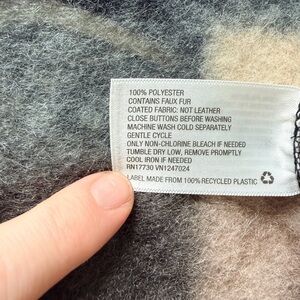 100% POLYESTER
CONTAINS FAUX FUR
COATED FABRIC: NOT LEATHER
CLOSE BUTTONS BEFORE WASHING
MACHINE WASH COLD SEPARATELY
GENTLE CYCLE
ONLY NON-CHLORINE BLEACH IF NEEDED
TUMBLE DRY LOW, REMOVE PROMPTLY
COOL IRON IF NEEDED
RN17730 VN1247024
LABEL MADE FROM 100% RECYCLED PLASTIC